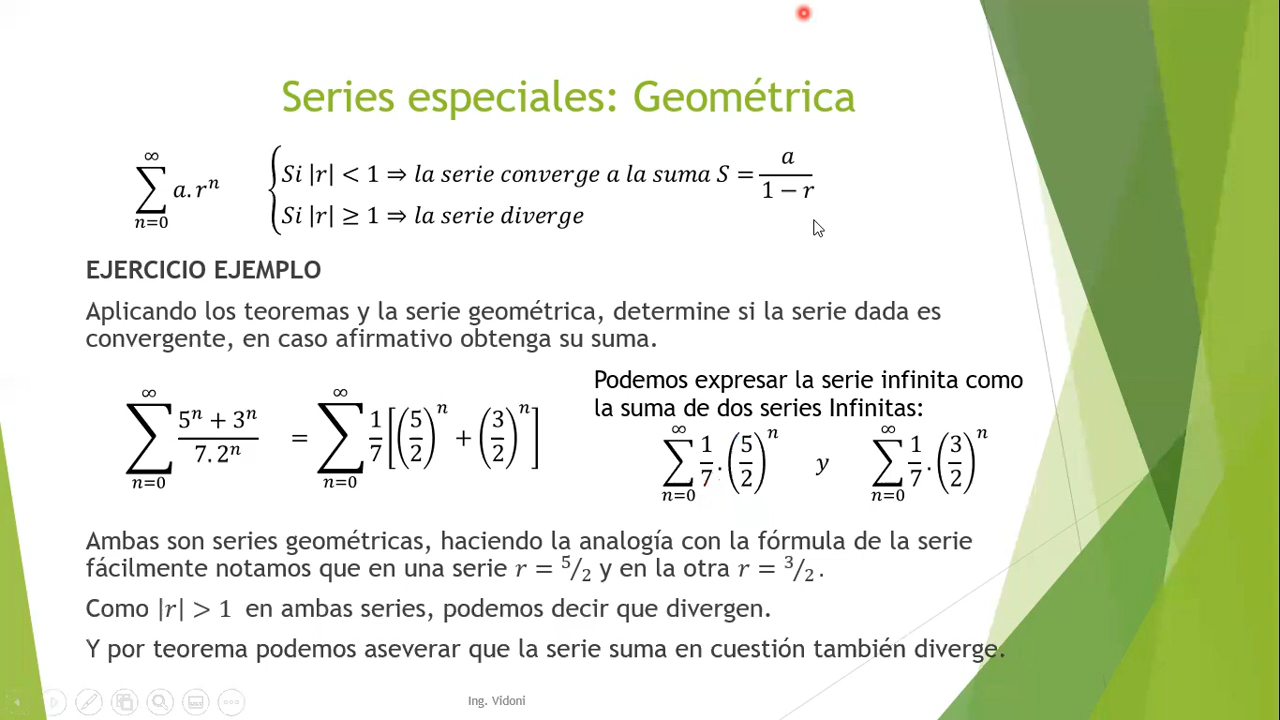 Series especiales: Geométrica
∞
∑ a.rⁿ
n=0
Si |r| < 1 ⇒ la serie converge a la suma S = a / (1 − r)
Si |r| ≥ 1 ⇒ la serie diverge
EJERCICIO EJEMPLO
Aplicando los teoremas y la serie geométrica, determine si la serie dada es
convergente, en caso afirmativo obtenga su suma.
∞ ∞
∑ (5ⁿ + 3ⁿ) / (7.2ⁿ) = ∑ 1/7 [(5/2)ⁿ + (3/2)ⁿ]
n=0 n=0
Podemos expresar la serie infinita como
la suma de dos series Infinitas:
∞ ∞
∑ 1/7 . (5/2)ⁿ y ∑ 1/7 . (3/2)ⁿ
n=0 n=0
Ambas son series geométricas, haciendo la analogía con la fórmula de la serie
fácilmente notamos que en una serie r = 5/2 y en la otra r = 3/2 .
Como |r| > 1 en ambas series, podemos decir que divergen.
Y por teorema podemos aseverar que la serie suma en cuestión también diverge.
Ing. Vidoni